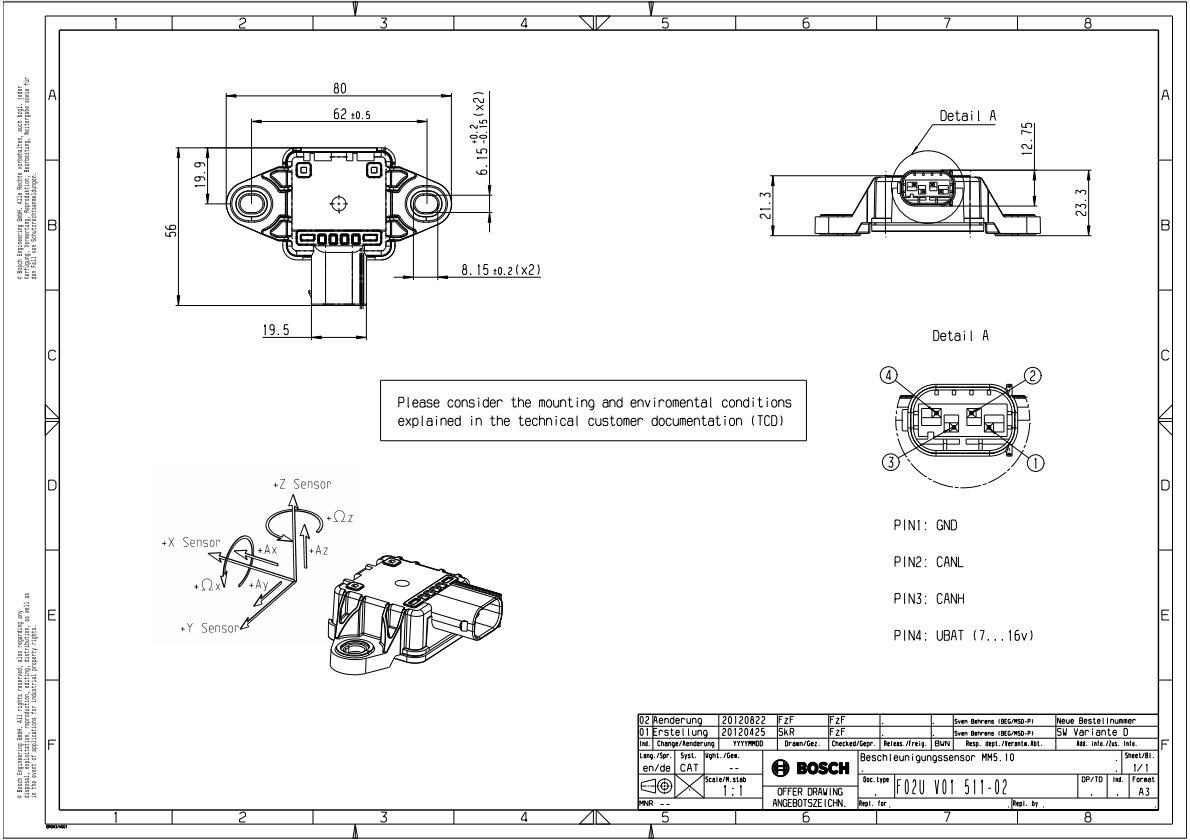 1 2 3 4 5 6 7 8
A A
B B
C C
D D
E E
F F
© Bosch Engineering GmbH. Alle Rechte vorbehalten, auch bzgl. jeder
Verfügung, Verwertung, Reproduktion, Bearbeitung, Weitergabe sowie für
den Fall von Schutzrechtsanmeldungen.
© Bosch Engineering GmbH. All rights reserved, also regarding any
disposal, exploitation, reproduction, editing, distribution, as well as
in the event of applications for industrial property rights.
80
62 ±0.5
6.15 +0.2 -0.15 (x2)
19.9
56
8.15 ±0.2(x2)
19.5
Detail A
12.75
21.3
23.3
Detail A
4
2
3
1
Please consider the mounting and enviromental conditions
explained in the technical customer documentation (TCD)
+Z Sensor
+Ωz
+X Sensor
+Ax
+Az
+Ωx
+Ay
+Y Sensor
PIN1: GND
PIN2: CANL
PIN3: CANH
PIN4: UBAT (7...16v)
02 Aenderung 20120822 FzF FzF . . Sven Behrens (BEG/MSD-P) Neue Bestellnummer
01 Erstellung 20120425 SkR FzF . . Sven Behrens (BEG/MSD-P) SW Variante D
Ind. Change/Aenderung YYYYMMDD Drawn/Gez. Checked/Gepr. Releas./Freig. BWN Resp. dept./Verantw.Abt. Add. info./Zus. Info.
Lang./Spr. Syst. Wght./Gew. BOSCH Beschleunigungssensor MM5.10 Sheet/Bl.
en/de CAT -- 1/1
Scale/M.stab Doc.type DP/TD Ind. Format
1:1 F02U V01 511-02 A3
OFFER DRAWING
MNR -- ANGEBOTSZEICHN. Repl. for . Repl. by .
1 2 3 4 5 6 7 8